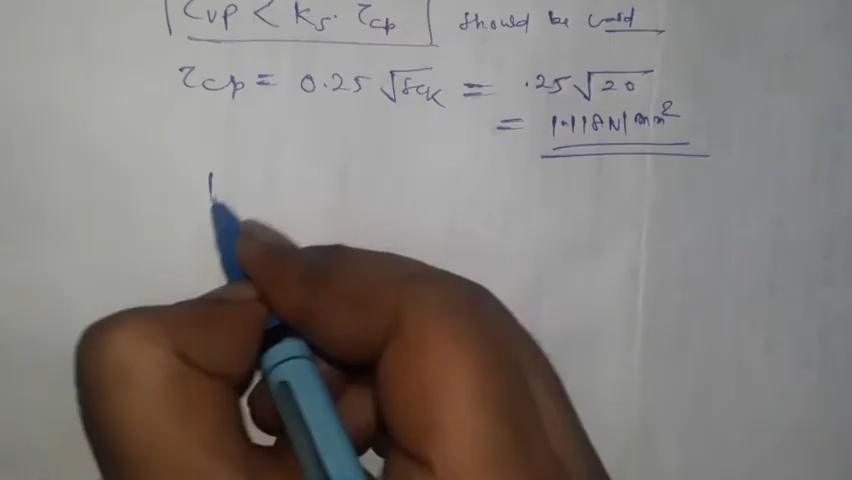 τvp < ks. τcp should be valid
τcp = 0.25 √fck = .25 √20
= 1.118 N/mm²